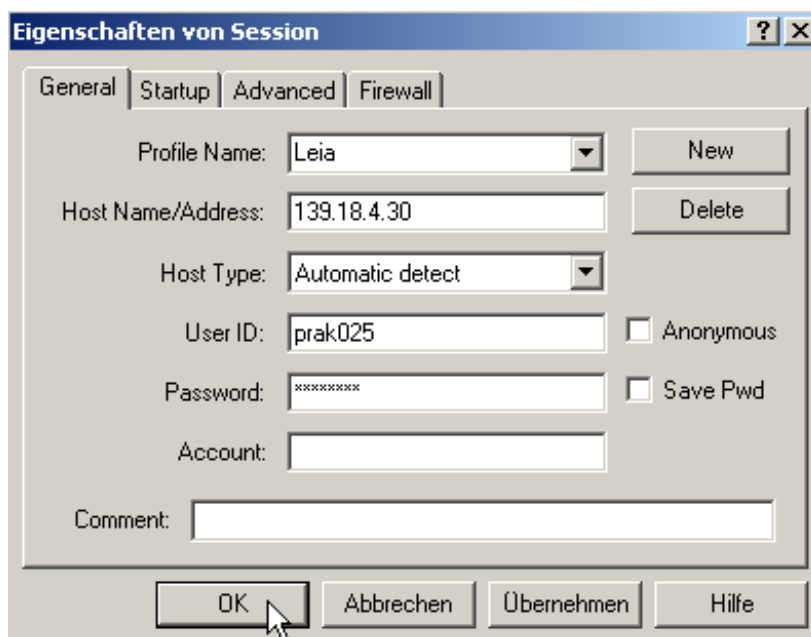 Eigenschaften von Session
General Startup Advanced Firewall
Profile Name: Leia New
Host Name/Address: 139.18.4.30 Delete
Host Type: Automatic detect
User ID: prak025 Anonymous
Password: ******** Save Pwd
Account:
Comment:
OK Abbrechen Übernehmen Hilfe